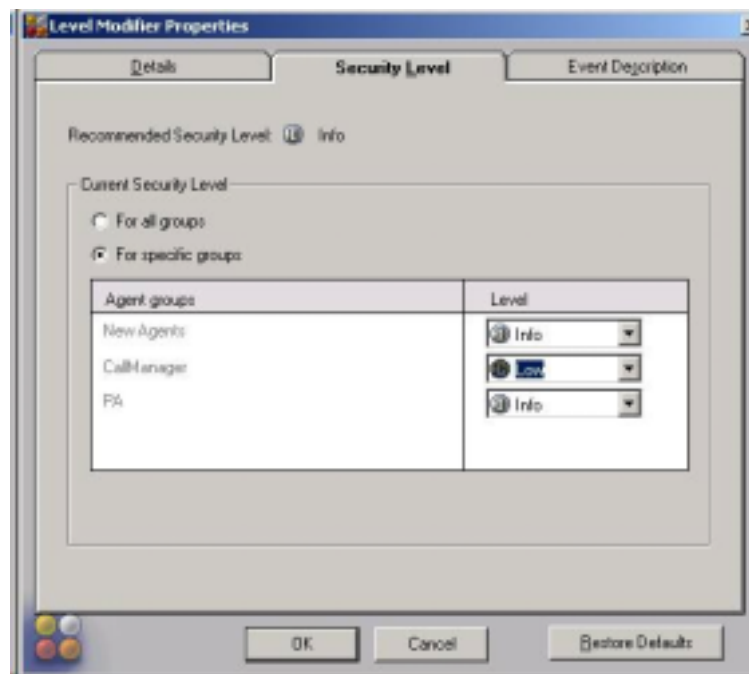 Level Modifier Properties
Details Security Level Event Description
Recommended Security Level: Info
Current Security Level
For all groups
For specific groups
Agent groups Level
New Agents Info
CallManager Low
PA Info
OK Cancel Restore Defaults